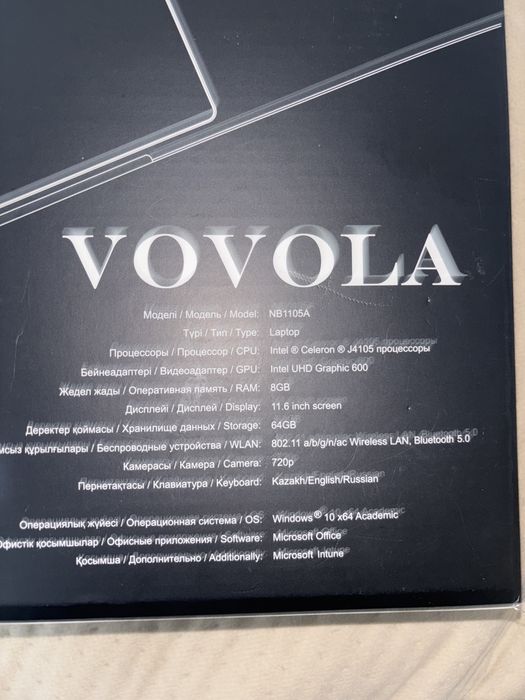 VOVOLA
Моделі / Модель / Model: NB1105A
Түрі / Тип / Type: Laptop
Процессоры / Процессор / CPU: Intel ® Celeron ® J4105 процессоры
Бейнеадаптері / Видеоадаптер / GPU: Intel UHD Graphic 600
Жедел жады / Оперативная память / RAM: 8GB
Дисплейі / Дисплей / Display: 11.6 inch screen
Деректер қоймасы / Хранилище данных / Storage: 64GB
құрылғылары / Беспроводные устройства / WLAN: 802.11 a/b/g/n/ac Wireless LAN, Bluetooth 5.0
Камерасы / Камера / Camera: 720p
Пернетақтасы / Клавиатура / Keyboard: Kazakh/English/Russian
Операциялық жүйесі / Операционная система / OS: Windows® 10 x64 Academic
қосымшалар / Офисные приложения / Software: Microsoft Office
Қосымша / Дополнительно / Additionally: Microsoft Intune